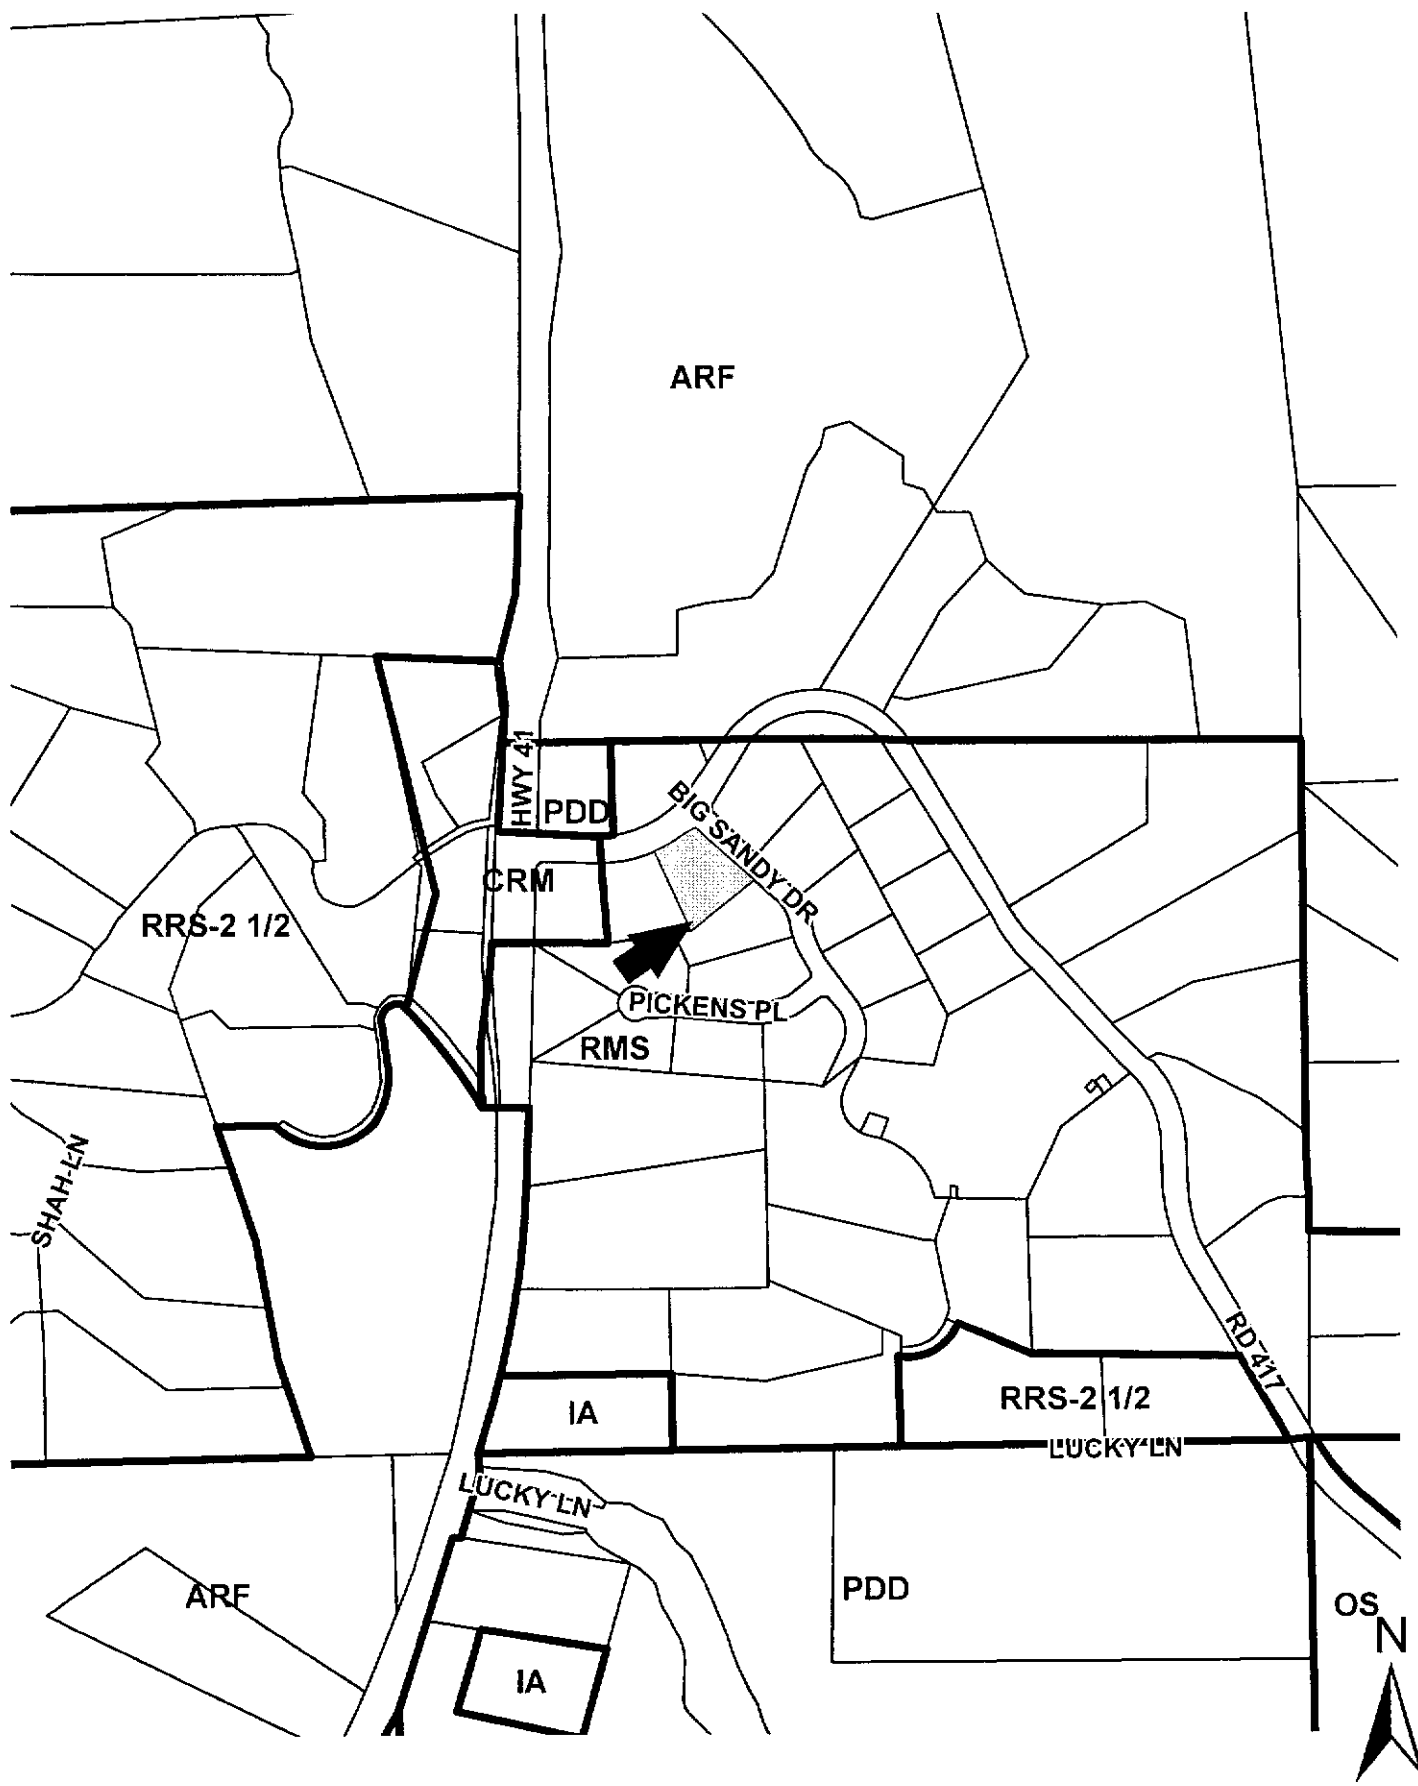 ARF
HWY 41
PDD
BIG SANDY DR
CRM
RRS-2 1/2
PICKENS PL
RMS
SHAH LN
RD 417
IA
RRS-2 1/2
LUCKY LN
LUCKY LN
ARF
PDD
OS
N
IA